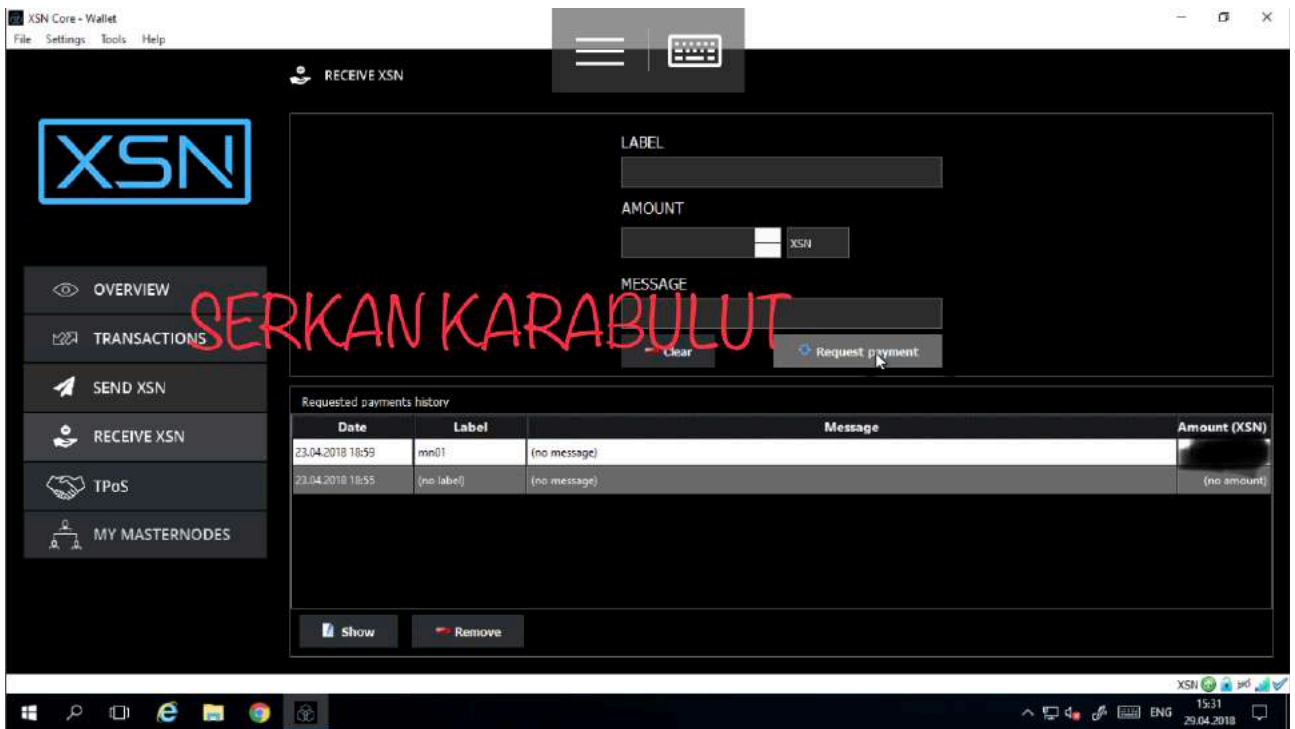 XSN Core - Wallet
File Settings Tools Help
RECEIVE XSN
XSN
LABEL
AMOUNT
XSN
MESSAGE
OVERVIEW
TRANSACTIONS
SEND XSN
RECEIVE XSN
TPoS
MY MASTERNODES
SERKAN KARABULUT
Clear Request payment
Requested payments history
Date Label Message Amount (XSN)
23.04.2018 18:59 mn01 (no message)
23.04.2018 18:55 (no label) (no message) (no amount)
Show Remove
XSN
ENG 15:31
29.04.2018